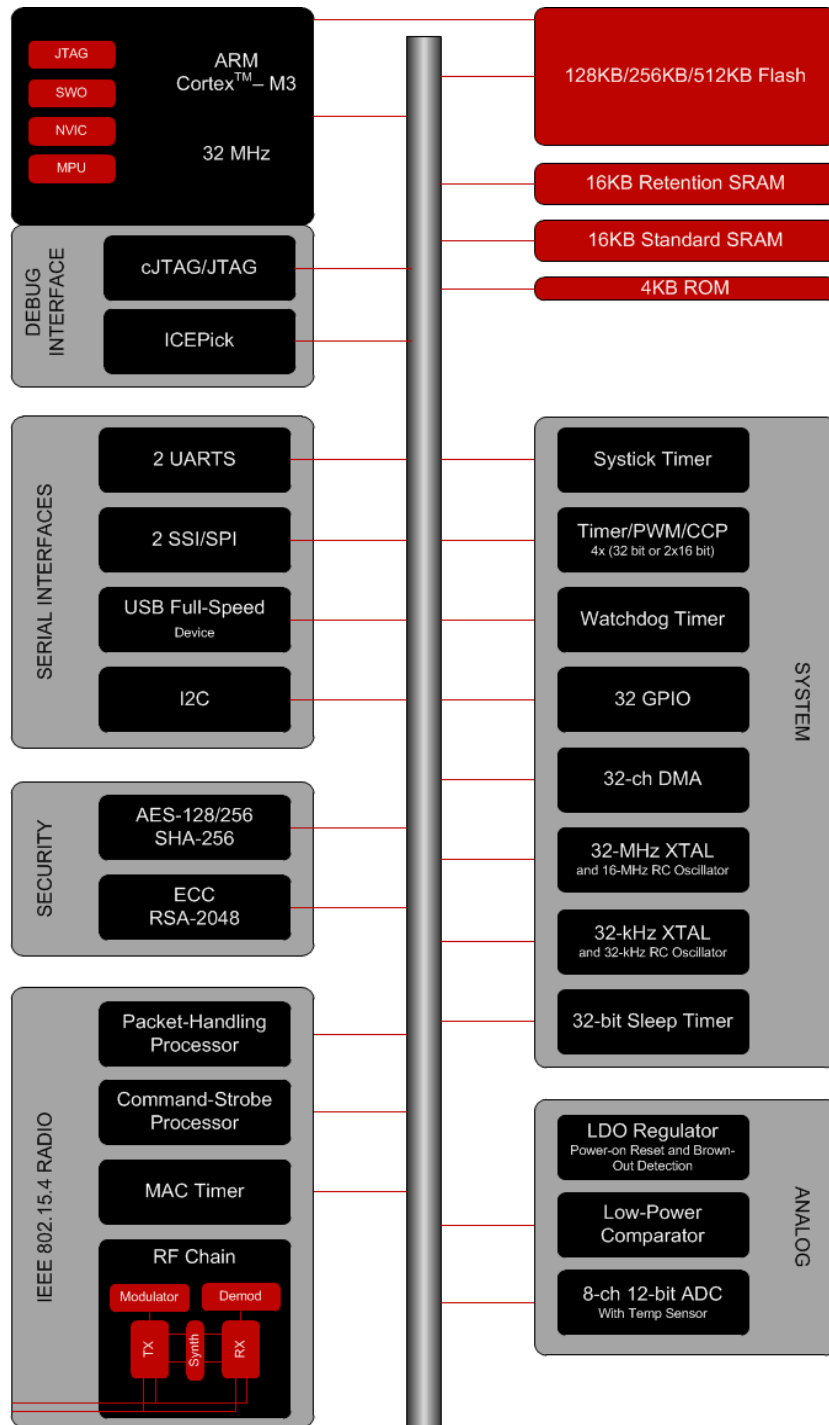 JTAG
SWO
NVIC
MPU
ARM
Cortex™– M3
32 MHz
128KB/256KB/512KB Flash
16KB Retention SRAM
16KB Standard SRAM
4KB ROM
DEBUG
INTERFACE
cJTAG/JTAG
ICEPick
SERIAL INTERFACES
2 UARTS
2 SSI/SPI
USB Full-Speed
Device
I2C
SECURITY
AES-128/256
SHA-256
ECC
RSA-2048
IEEE 802.15.4 RADIO
Packet-Handling
Processor
Command-Strobe
Processor
MAC Timer
RF Chain
Modulator
Demod
TX
Synth
RX
SYSTEM
Systick Timer
Timer/PWM/CCP
4x (32 bit or 2x16 bit)
Watchdog Timer
32 GPIO
32-ch DMA
32-MHz XTAL
and 16-MHz RC Oscillator
32-kHz XTAL
and 32-kHz RC Oscillator
32-bit Sleep Timer
ANALOG
LDO Regulator
Power-on Reset and Brown-
Out Detection
Low-Power
Comparator
8-ch 12-bit ADC
With Temp Sensor